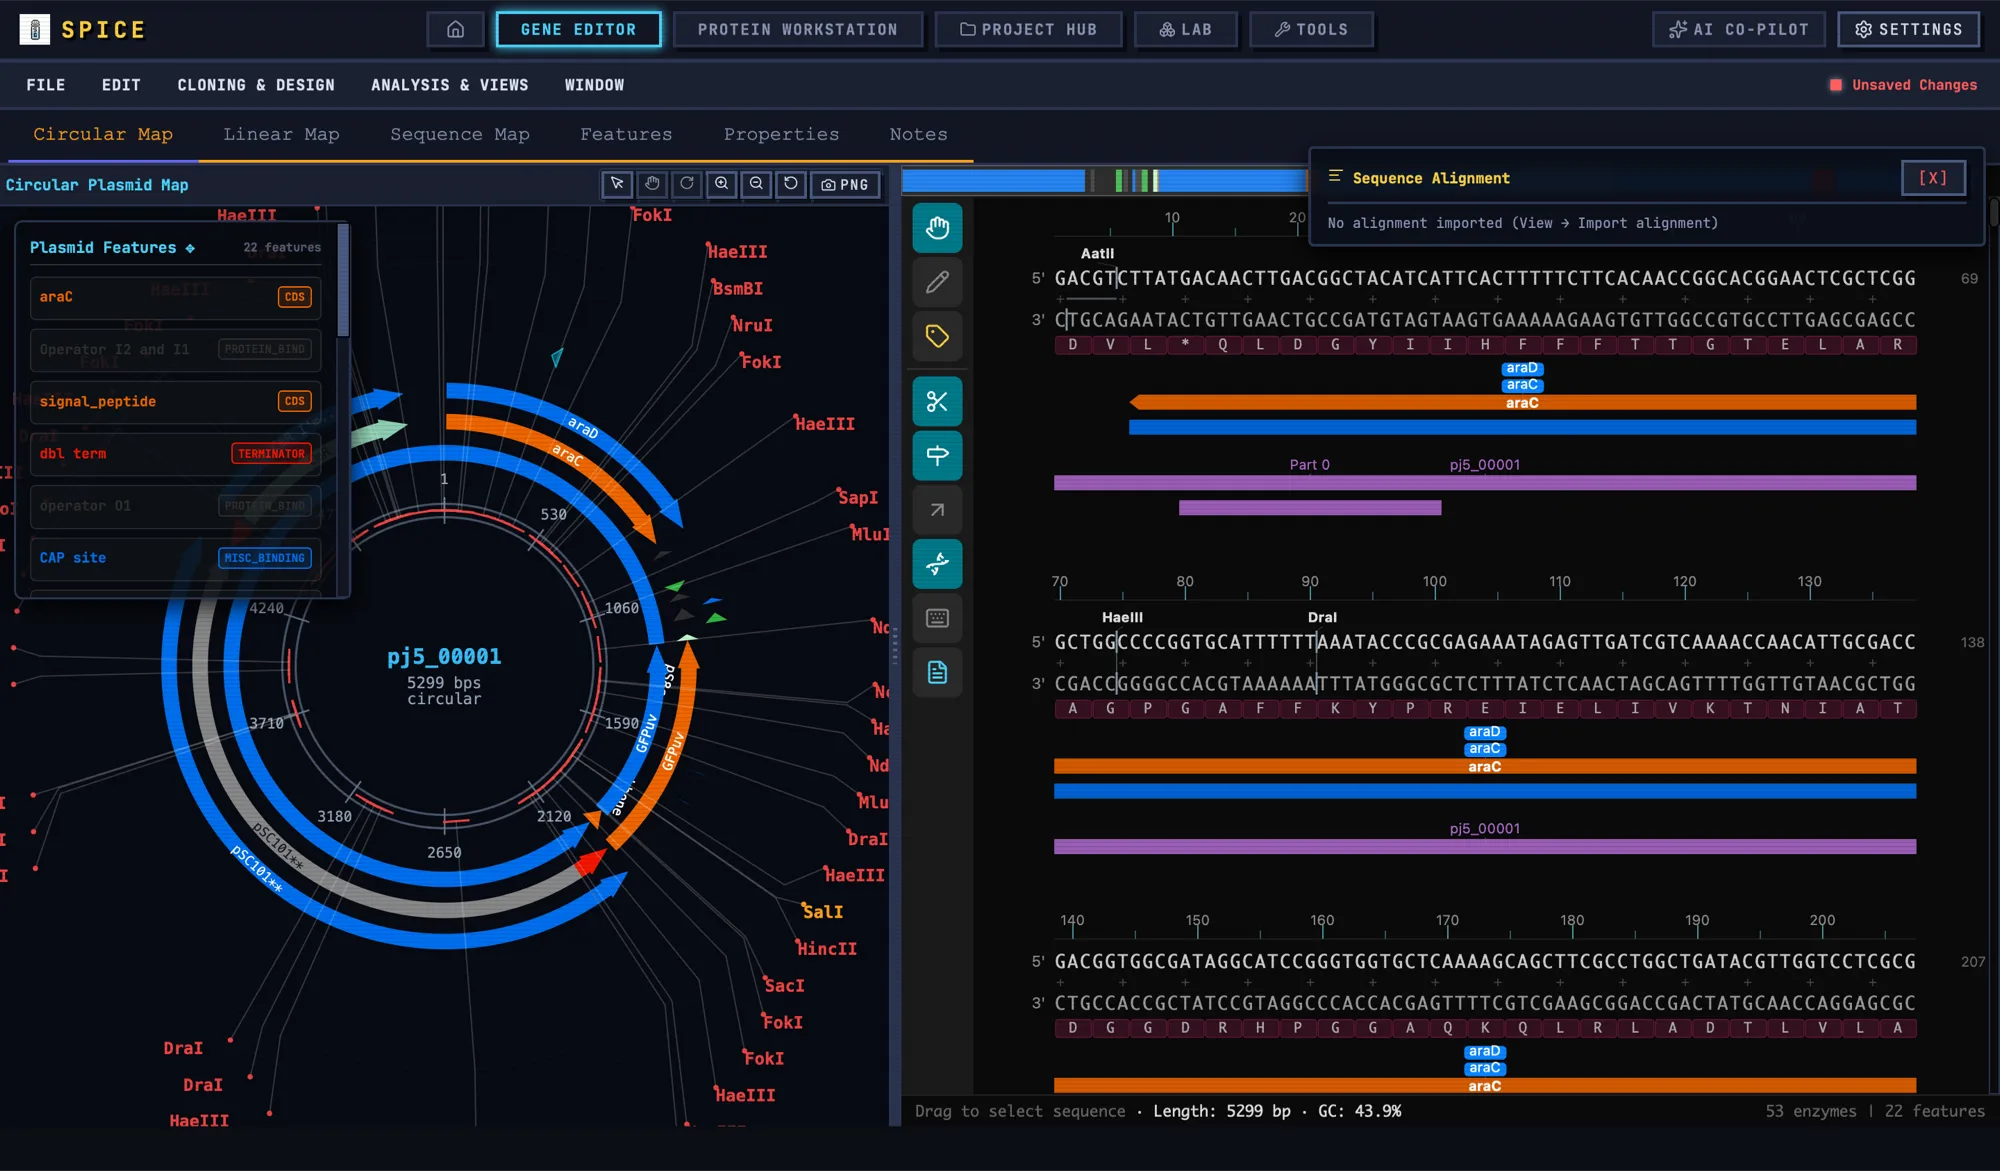 SPICE
GENE EDITOR
PROTEIN WORKSTATION
PROJECT HUB
LAB
TOOLS
AI CO-PILOT
SETTINGS
FILE
EDIT
CLONING & DESIGN
ANALYSIS & VIEWS
WINDOW
Unsaved Changes
Circular Map
Linear Map
Sequence Map
Features
Properties
Notes
Circular Plasmid Map
PNG
Plasmid Features
22 features
araC
CDS
Operator I2 and I1
PROTEIN_BIND
signal_peptide
CDS
dbl term
TERMINATOR
operator O1
PROTEIN_BIND
CAP site
MISC_BINDING
HaeIII
FokI
HaeIII
BsmBI
NruI
FokI
HaeIII
SapI
MluI
DraI
HaeIII
SalI
HincII
SacI
FokI
FokI
HaeIII
DraI
DraI
HaeIII
araD
araC
GFPuv
GFPuv
pSC101**
pSC101**
1
530
1060
1590
2120
2650
3180
3710
4240
pj5_00001
5299 bps
circular
Sequence Alignment
[X]
No alignment imported (View → Import alignment)
10 20
AatII
5' GACGTCTTATGACAACTTGACGGCTACATCATTCACTTTTTCTTCACAACCGGCACGGAACTCGCTCGG 69
3' CTGCAGAATACTGTTGAACTGCCGATGTAGTAAGTGAAAAAGAAGTGTTGGCCGTGCCTTGAGCGAGCC
D V L * Q L D G Y I I H F F F T T G T E L A R
araD
araC
araC
Part 0 pj5_00001
70 80 90 100 110 120 130
HaeIII DraI
5' GCTGGCCCCGGTGCATTTTTTAAATACCCGCGAGAAATAGAGTTGATCGTCAAAACCAACATTGCGACC 138
3' CGACCGGGGCCACGTAAAAAATTTATGGGCGCTCTTTATCTCAACTAGCAGTTTTGGTTGTAACGCTGG
A G P G A F F K Y P R E I E L I V K T N I A T
araD
araC
araC
pj5_00001
140 150 160 170 180 190 200
5' GACGGTGGCGATAGGCATCCGGGTGGTGCTCAAAAGCAGCTTCGCCTGGCTGATACGTTGGTCCTCGCG 207
3' CTGCCACCGCTATCCGTAGGCCCACCACGAGTTTTCGTCGAAGCGGACCGACTATGCAACCAGGAGCGC
D G G D R H P G G A Q K Q L R L A D T L V L A
araD
araC
araC
Drag to select sequence · Length: 5299 bp · GC: 43.9%
53 enzymes | 22 features